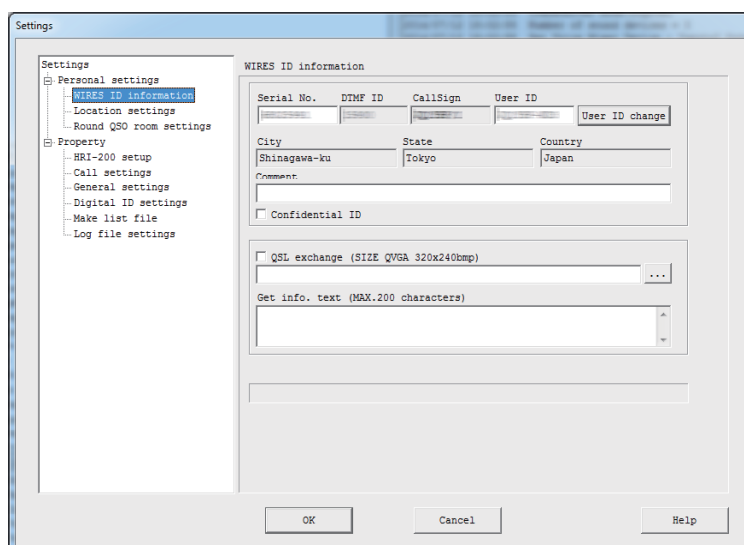 Settings
Settings
Personal settings
WIRES ID information
Location settings
Round QSO room settings
Property
HRI-200 setup
Call settings
General settings
Digital ID settings
Make list file
Log file settings
WIRES ID information
Serial No. DTMF ID CallSign User ID
User ID change
City State Country
Shinagawa-ku Tokyo Japan
Comment
Confidential ID
QSL exchange (SIZE QVGA 320x240bmp)
...
Get info. text (MAX.200 characters)
OK Cancel Help